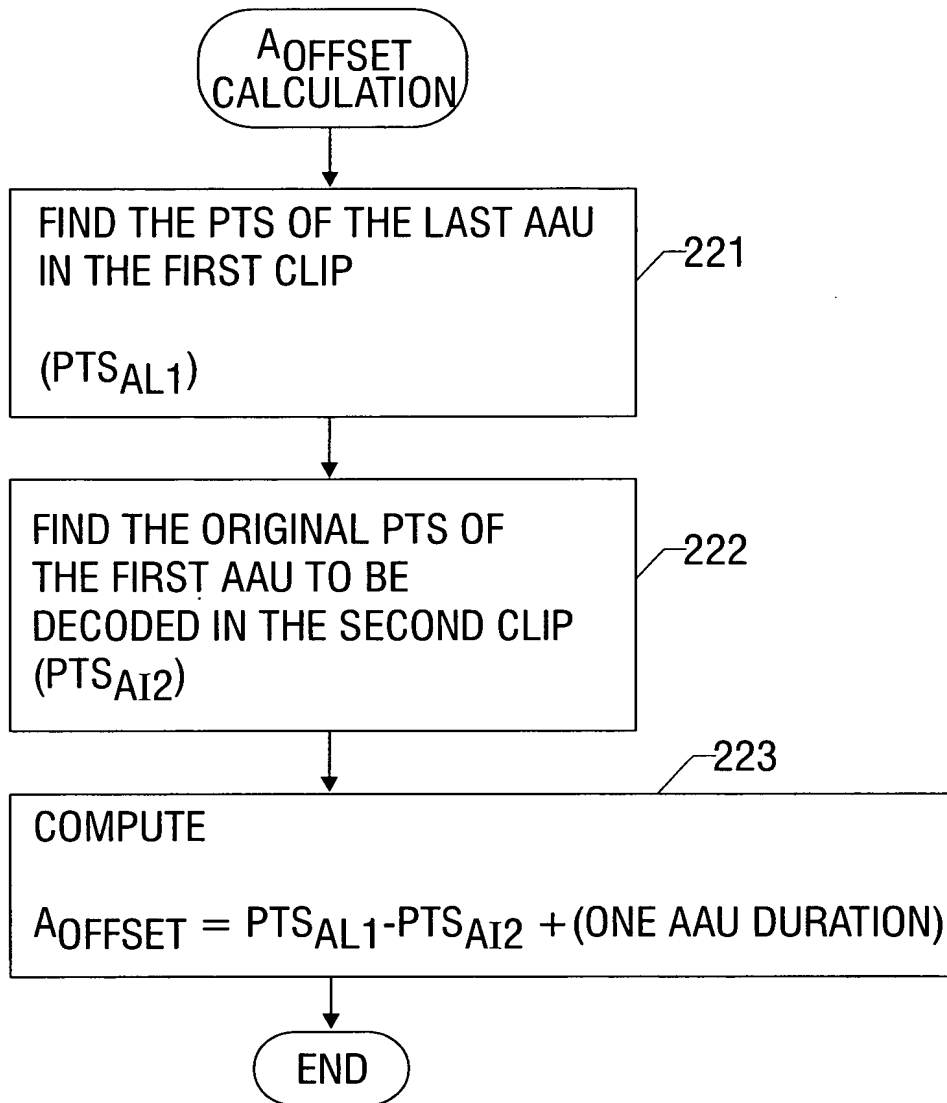 AOFFSET
CALCULATION
FIND THE PTS OF THE LAST AAU
IN THE FIRST CLIP
(PTSAL1)
221
FIND THE ORIGINAL PTS OF
THE FIRST AAU TO BE
DECODED IN THE SECOND CLIP
(PTSAI2)
222
223
COMPUTE
AOFFSET = PTSAL1-PTSAI2 +(ONE AAU DURATION)
END